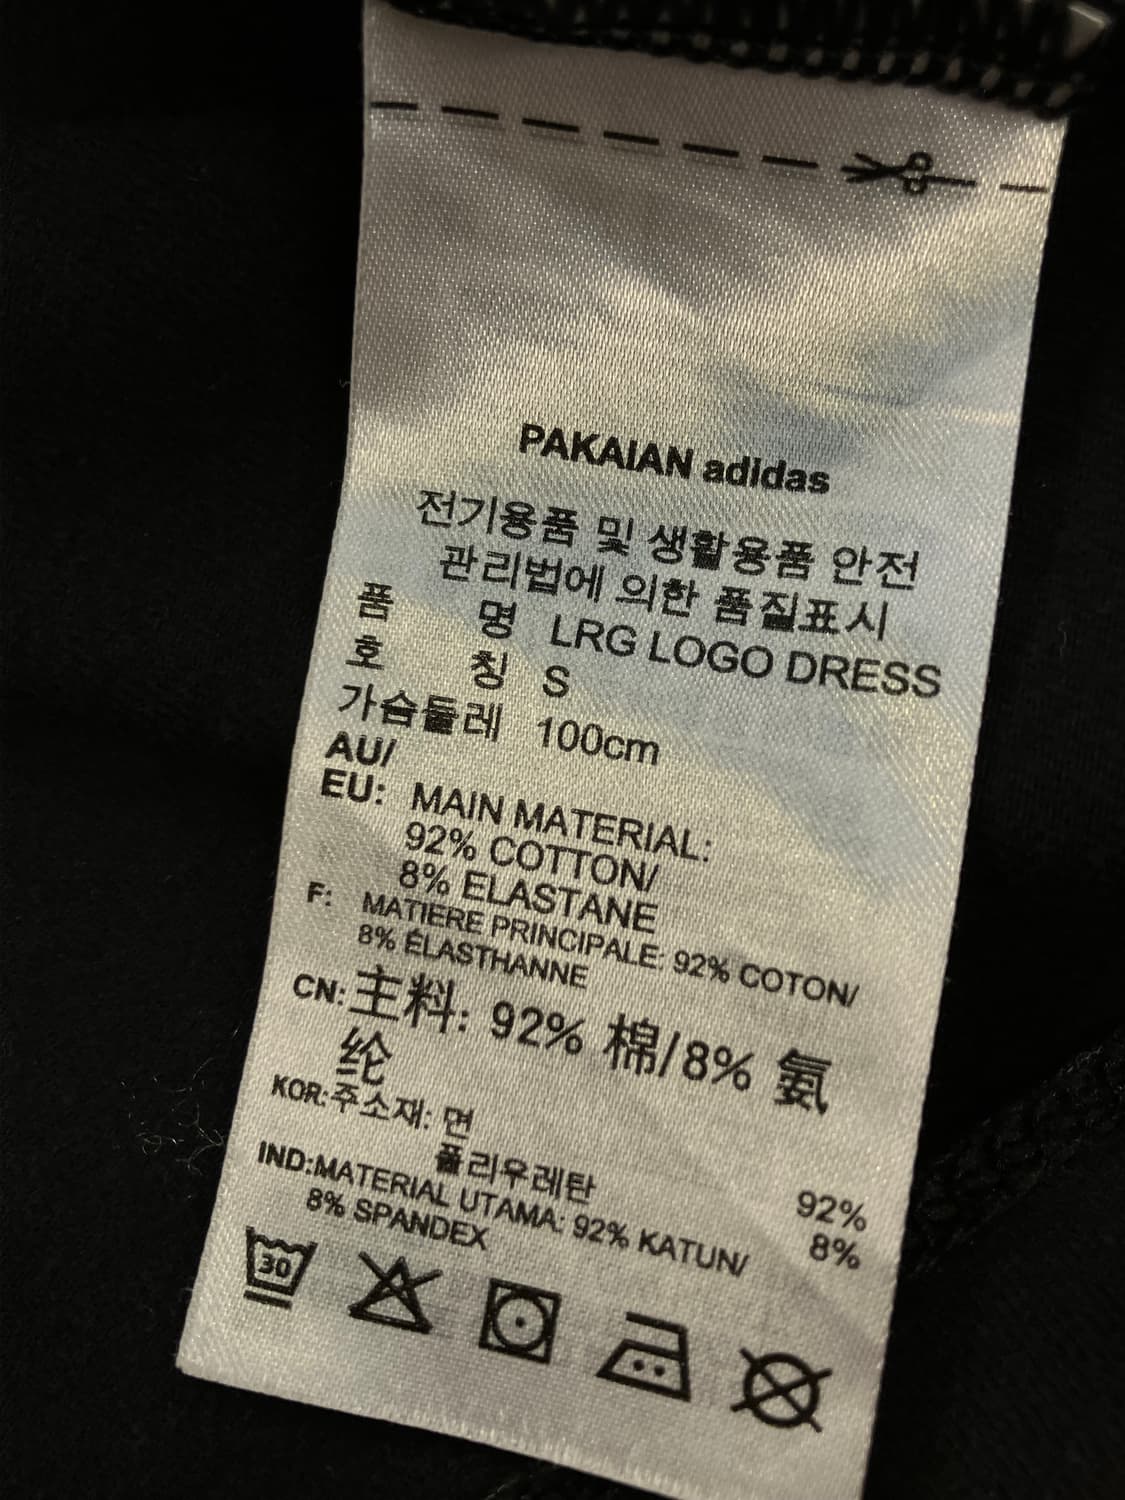 PAKAIAN adidas
전기용품 및 생활용품 안전
관리법에 의한 품질표시
품 명 LRG LOGO DRESS
호 칭 S
가슴둘레 100cm
AU/
EU: MAIN MATERIAL:
92% COTTON/
8% ELASTANE
F: MATIERE PRINCIPALE: 92% COTON/
8% ÉLASTHANNE
CN: 主料: 92% 棉/8% 氨
纶
KOR: 주소재: 면 92%
폴리우레탄 8%
IND: MATERIAL UTAMA: 92% KATUN/
8% SPANDEX
30